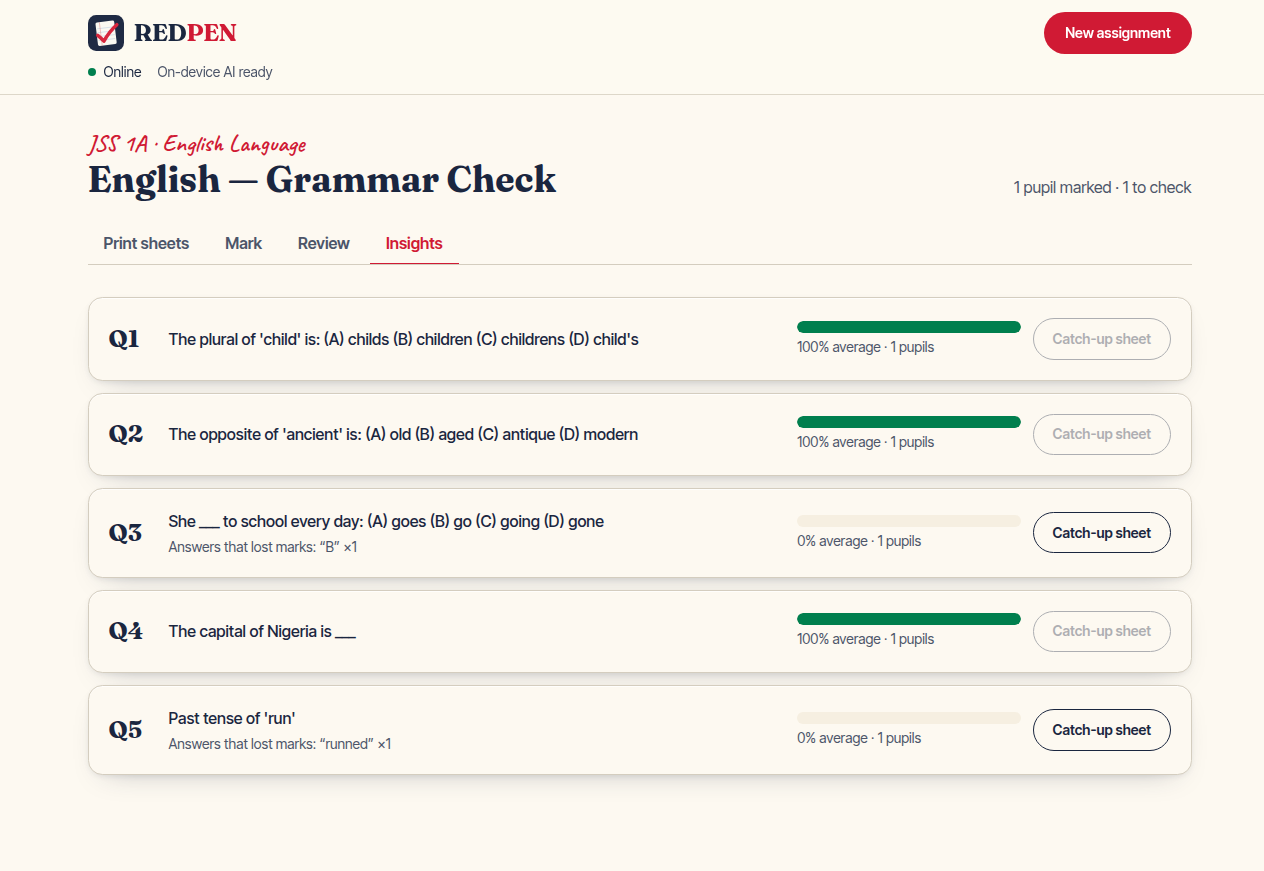 REDPEN
New assignment
Online On-device AI ready
JSS 1A · English Language
English — Grammar Check
1 pupil marked · 1 to check
Print sheets Mark Review Insights
Q1 The plural of 'child' is: (A) childs (B) children (C) childrens (D) child's
100% average · 1 pupils
Catch-up sheet
Q2 The opposite of 'ancient' is: (A) old (B) aged (C) antique (D) modern
100% average · 1 pupils
Catch-up sheet
Q3 She ___ to school every day: (A) goes (B) go (C) going (D) gone
Answers that lost marks: “B” ×1
0% average · 1 pupils
Catch-up sheet
Q4 The capital of Nigeria is ___
100% average · 1 pupils
Catch-up sheet
Q5 Past tense of 'run'
Answers that lost marks: “runned” ×1
0% average · 1 pupils
Catch-up sheet